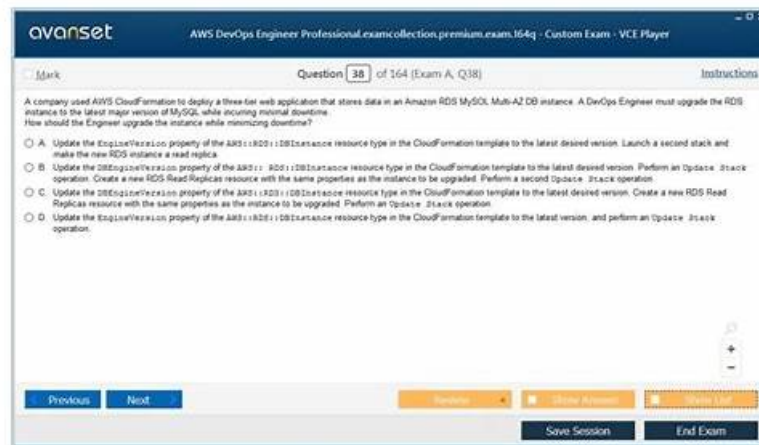 avanset
AWS DevOps Engineer Professional.examcollection.premium.exam.164q - Custom Exam - VCE Player
Mark
Question 38 of 164 (Exam A, Q38)
Instructions
A company used AWS CloudFormation to deploy a three-tier web application that stores data in an Amazon RDS MySOL Multi-AZ DB instance. A DevOps Engineer must upgrade the RDS
instance to the latest major version of MySQL while incurring minimal downtime.
How should the Engineer upgrade the instance while minimizing downtime?
A. Update the EngineVersion property of the AWS::RDS::DBInstance resource type in the CloudFormation template to the latest desired version. Launch a second stack and
make the new RDS instance a read replica.
B. Update the DBEngineVersion property of the AWS:: RDS::DBInstance resource type in the CloudFormation template to the latest desired version. Perform an Update Stack
operation. Create a new RDS Read Replicas resource with the same properties as the instance to be upgraded. Perform a second Update Stack operation.
C. Update the DBEngineVersion property of the AWS::RDS::DBInstance resource type in the CloudFormation template to the latest desired version. Create a new RDS Read
Replicas resource with the same properties as the instance to be upgraded. Perform an Update Stack operation.
D. Update the EngineVersion property of the AWS::RDS::DBInstance resource type in the CloudFormation template to the latest version, and perform an Update Stack
operation.
Previous
Next
Review
Show Answer
Show List
Save Session
End Exam